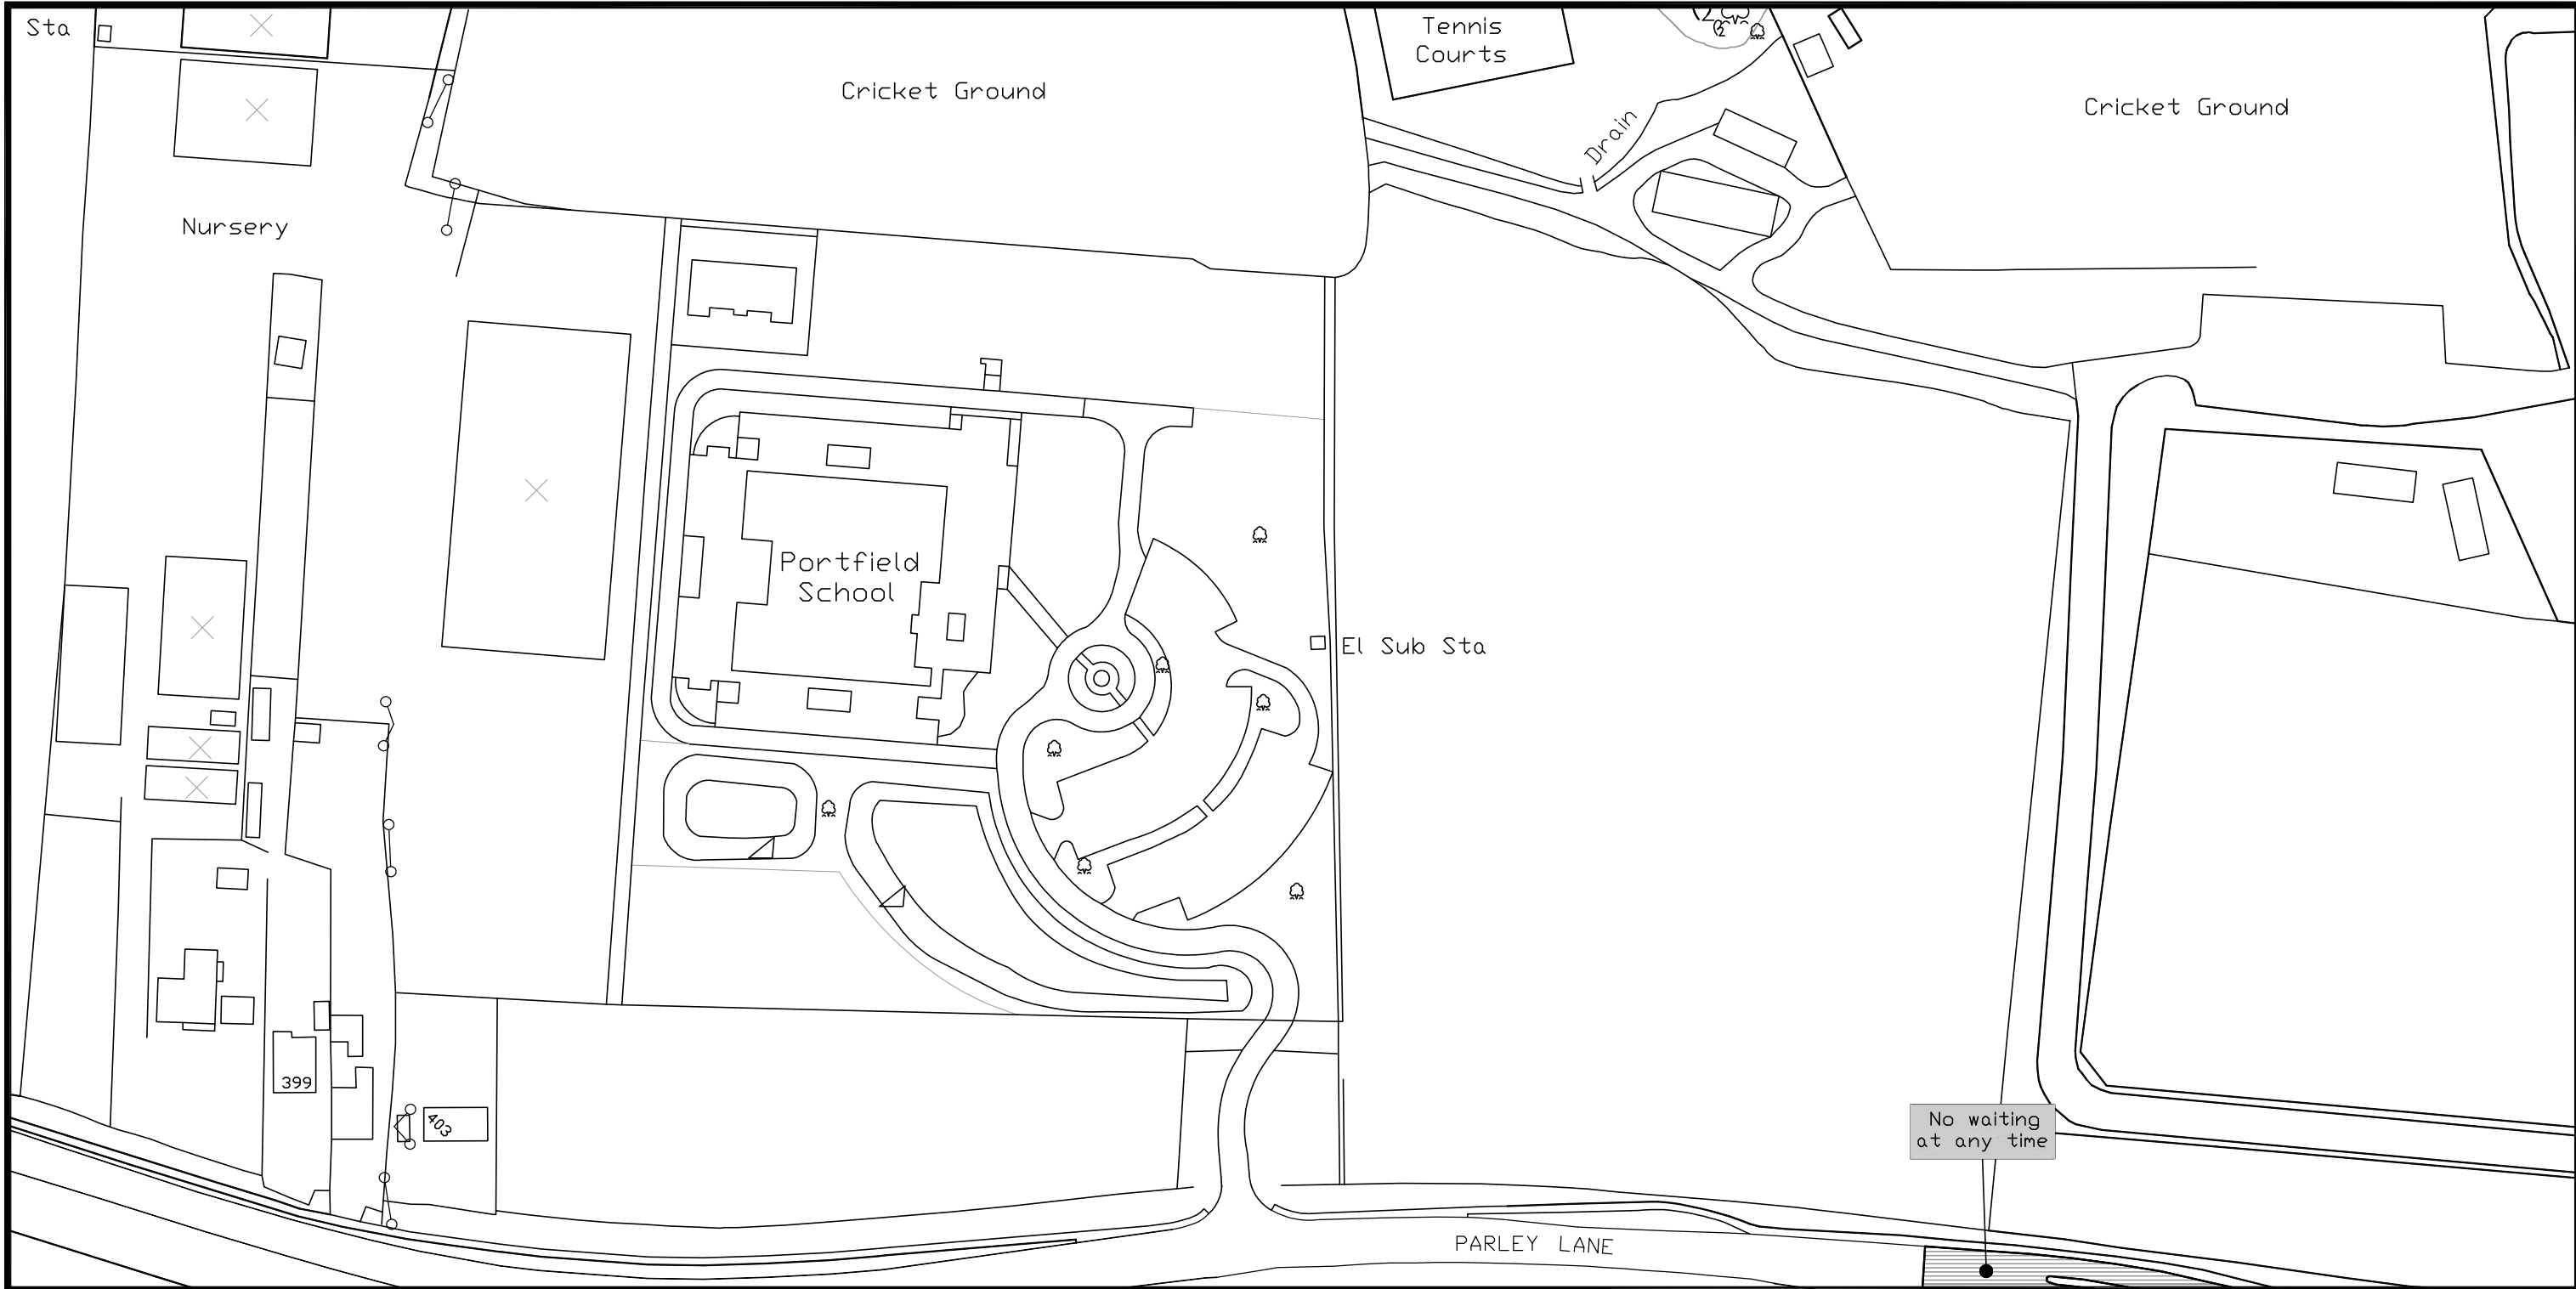 Sta
Tennis
Courts
Cricket Ground
Cricket Ground
Drain
Nursery
Portfield
School
El Sub Sta
399
403
No waiting
at any time
PARLEY LANE